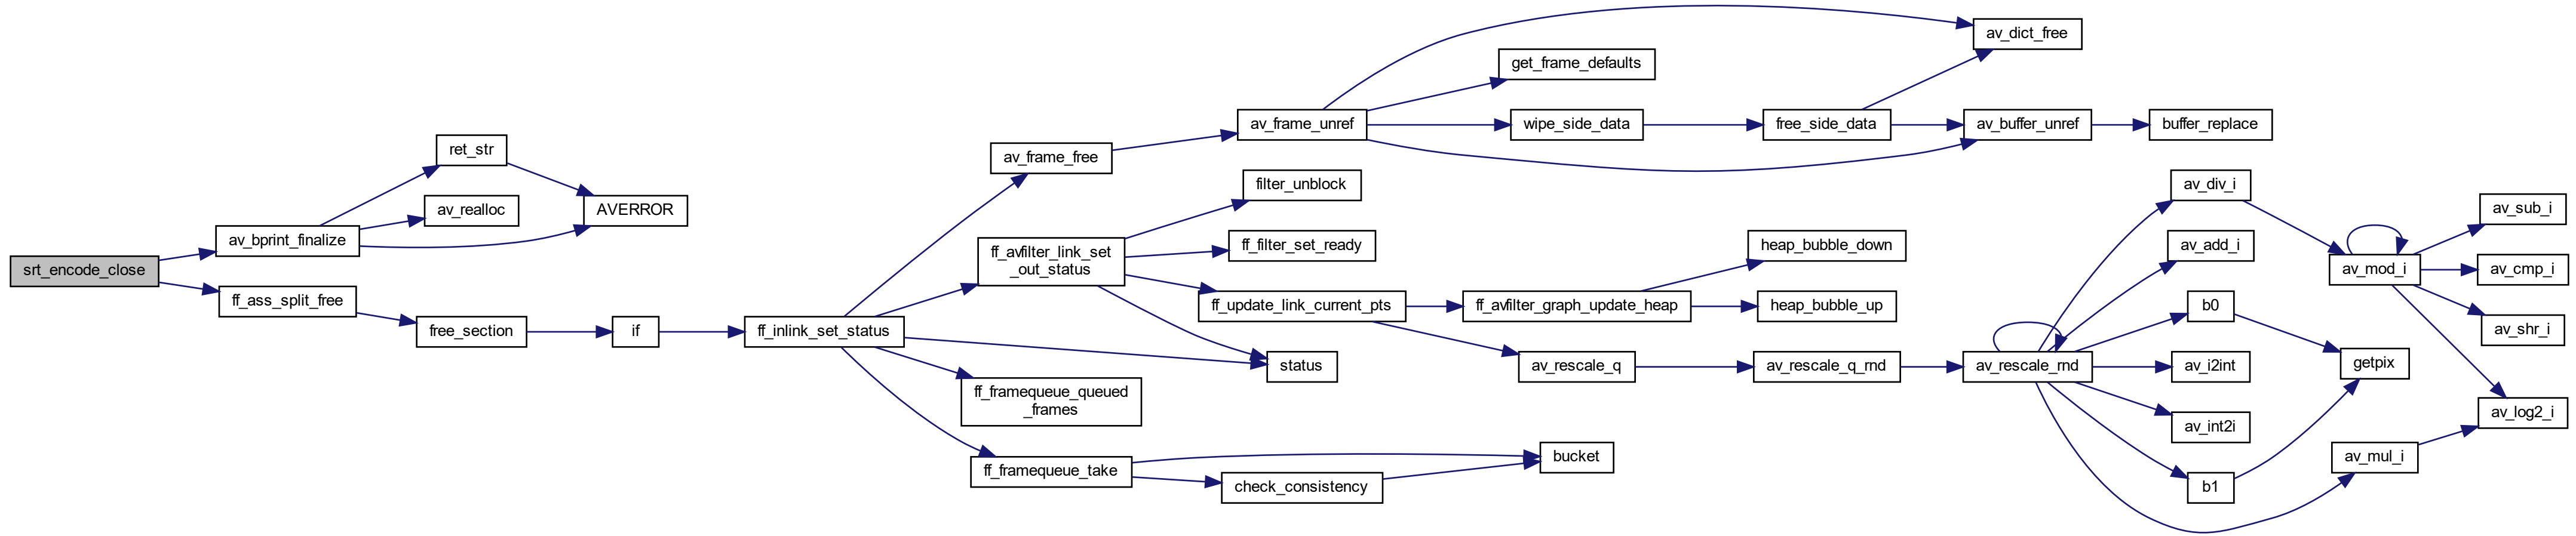 srt_encode_close
av_bprint_finalize
ret_str
av_realloc
AVERROR
ff_ass_split_free
free_section
if
ff_inlink_set_status
av_frame_free
av_frame_unref
av_dict_free
get_frame_defaults
wipe_side_data
free_side_data
av_buffer_unref
buffer_replace
ff_avfilter_link_set
_out_status
filter_unblock
ff_filter_set_ready
ff_update_link_current_pts
ff_avfilter_graph_update_heap
heap_bubble_down
heap_bubble_up
status
av_rescale_q
av_rescale_q_rnd
av_rescale_rnd
av_div_i
av_add_i
b0
av_i2int
av_int2i
b1
av_mod_i
getpix
av_mul_i
av_sub_i
av_cmp_i
av_shr_i
av_log2_i
ff_framequeue_queued
_frames
ff_framequeue_take
check_consistency
bucket